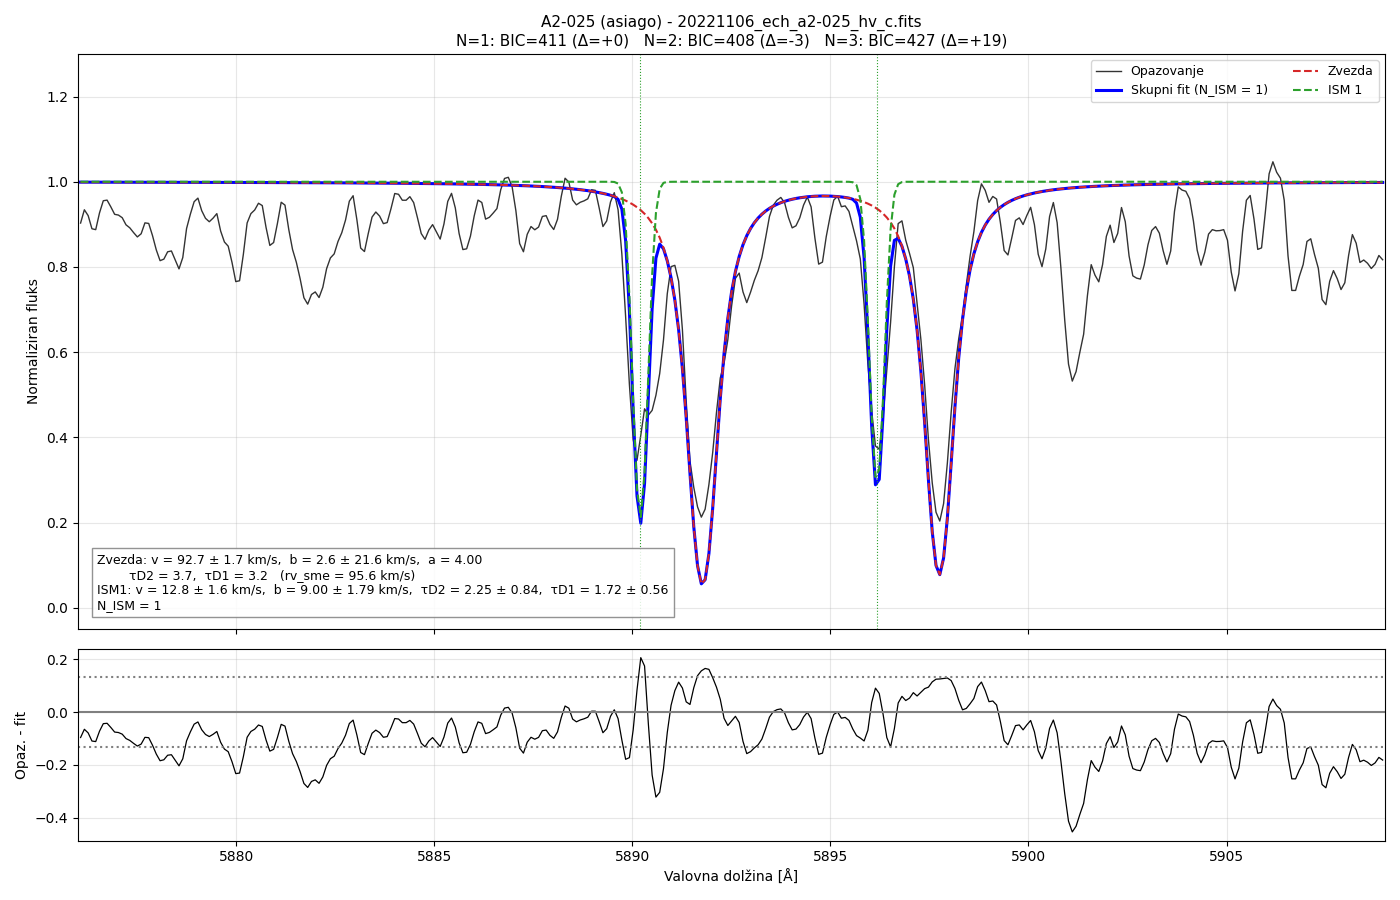 A2-025 (asiago) - 20221106_ech_a2-025_hv_c.fits
N=1: BIC=411 (Δ=+0)   N=2: BIC=408 (Δ=-3)   N=3: BIC=427 (Δ=+19)
Opazovanje
Skupni fit (N_ISM = 1)
Zvezda
ISM 1
Normaliziran fluks
1.2
1.0
0.8
0.6
0.4
0.2
0.0
Zvezda: v = 92.7 ± 1.7 km/s,  b = 2.6 ± 21.6 km/s,  a = 4.00
τD2 = 3.7,  τD1 = 3.2   (rv_sme = 95.6 km/s)
ISM1: v = 12.8 ± 1.6 km/s,  b = 9.00 ± 1.79 km/s,  τD2 = 2.25 ± 0.84,  τD1 = 1.72 ± 0.56
N_ISM = 1
Opaz. - fit
0.2
0.0
−0.2
−0.4
5880
5885
5890
5895
5900
5905
Valovna dolžina [Å]